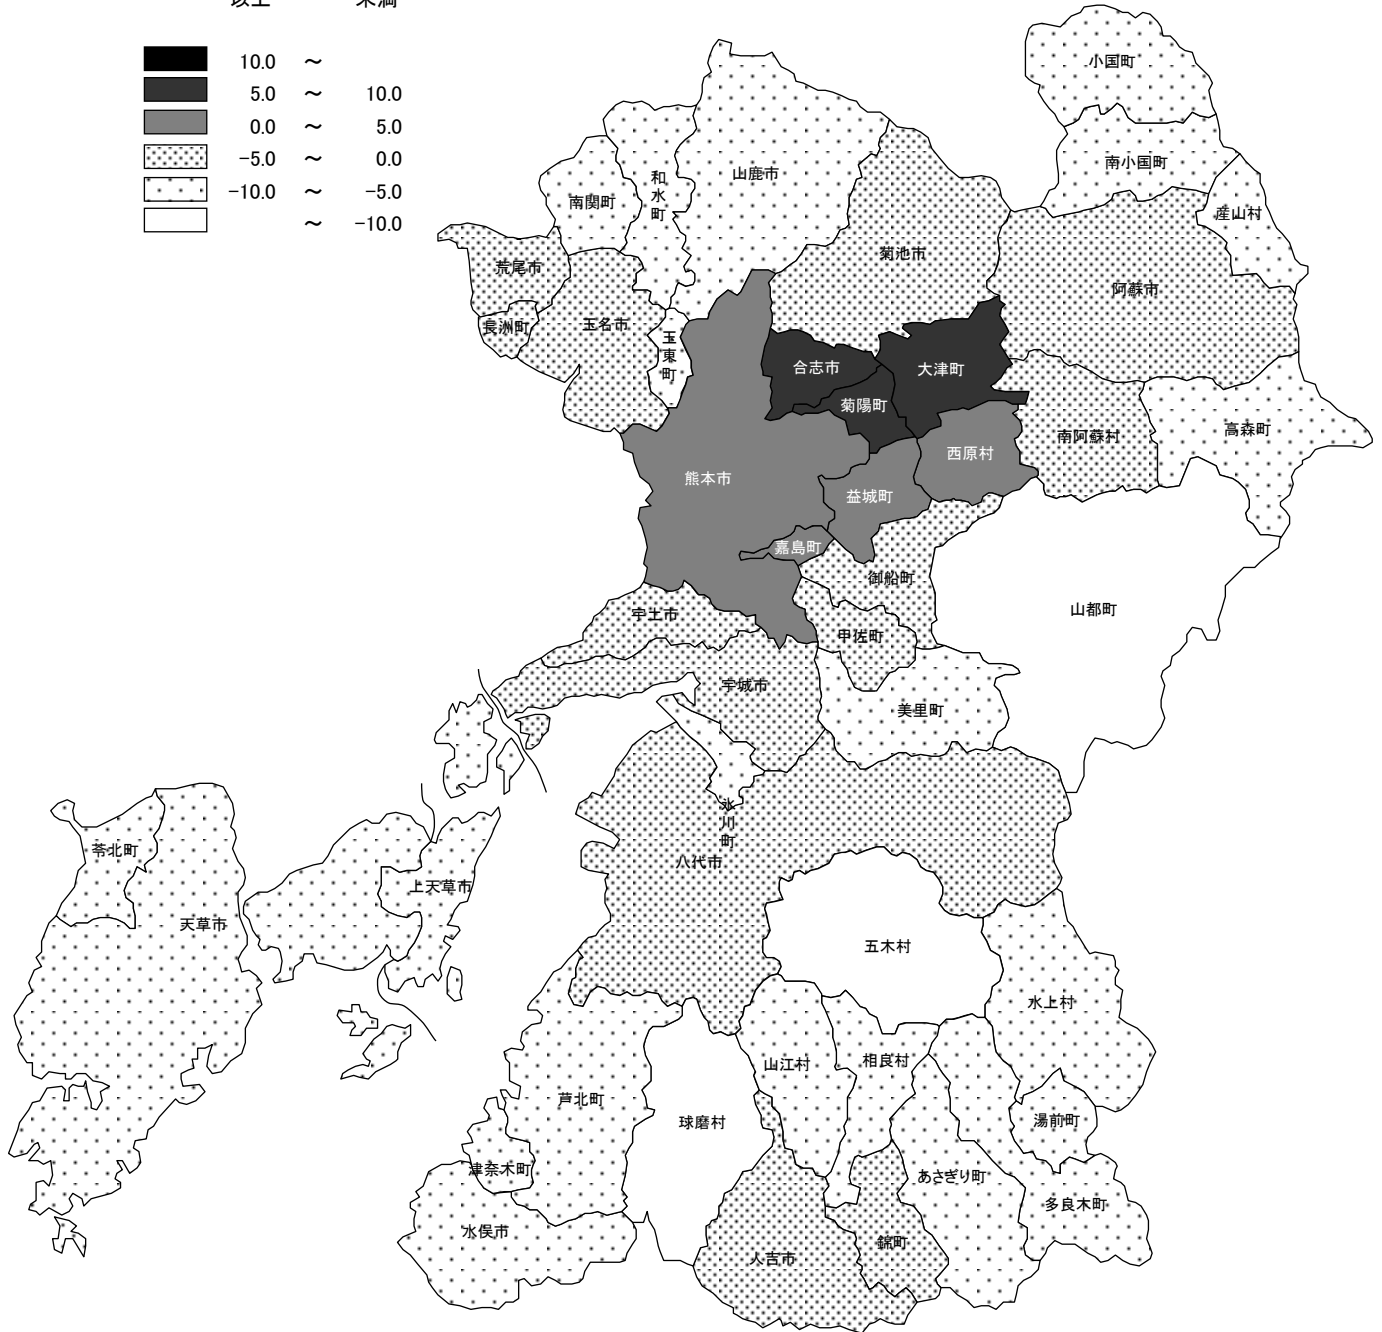 以上 未満
10.0 ～
5.0 ～ 10.0
0.0 ～ 5.0
-5.0 ～ 0.0
-10.0 ～ -5.0
～ -10.0
小国町
南小国町
産山村
山鹿市
和水町
南関町
菊池市
荒尾市
阿蘇市
長洲町
玉名市
玉東町
合志市
大津町
菊陽町
高森町
南阿蘇村
西原村
熊本市
益城町
嘉島町
御船町
山都町
宇土市
甲佐町
宇城市
美里町
氷川町
八代市
苓北町
上天草市
天草市
五木村
水上村
山江村
相良村
芦北町
球磨村
湯前町
津奈木町
あさぎり町
多良木町
水俣市
錦町
人吉市